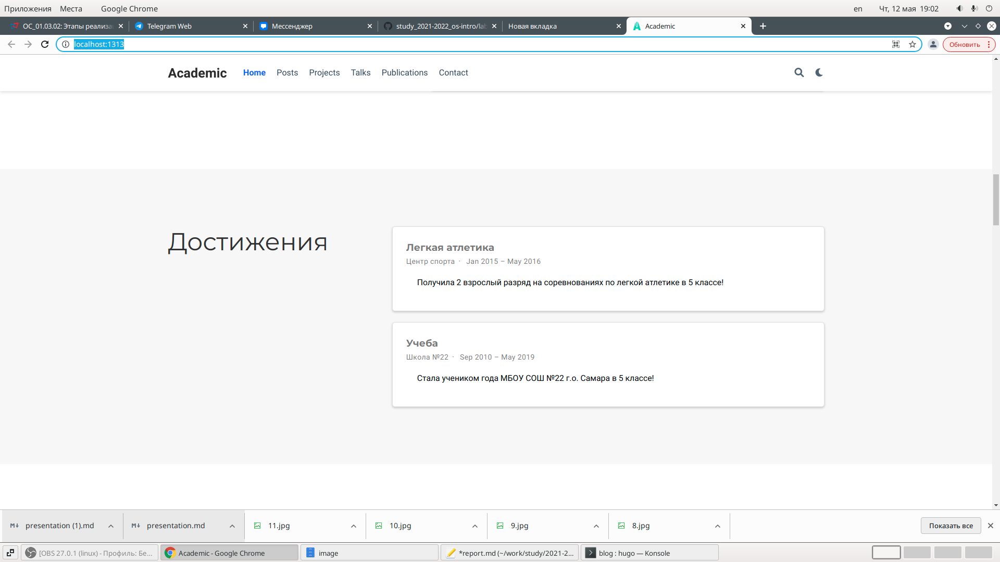 Приложения Места Google Chrome en Чт, 12 мая 19:02
ОС_01.03.02: Этапы реализа Telegram Web Мессенджер study_2021-2022_os-intro/lab Новая вкладка Academic
localhost:1313 Обновить
Academic Home Posts Projects Talks Publications Contact
Достижения
Легкая атлетика
Центр спорта · Jan 2015 – May 2016
Получила 2 взрослый разряд на соревнованиях по легкой атлетике в 5 классе!
Учеба
Школа №22 · Sep 2010 – May 2019
Стала учеником года МБОУ СОШ №22 г.о. Самара в 5 классе!
presentation (1).md presentation.md 11.jpg 10.jpg 9.jpg 8.jpg Показать все
[OBS 27.0.1 (linux) - Профиль: Бе... Academic - Google Chrome image *report.md (~/work/study/2021-2... blog : hugo — Konsole